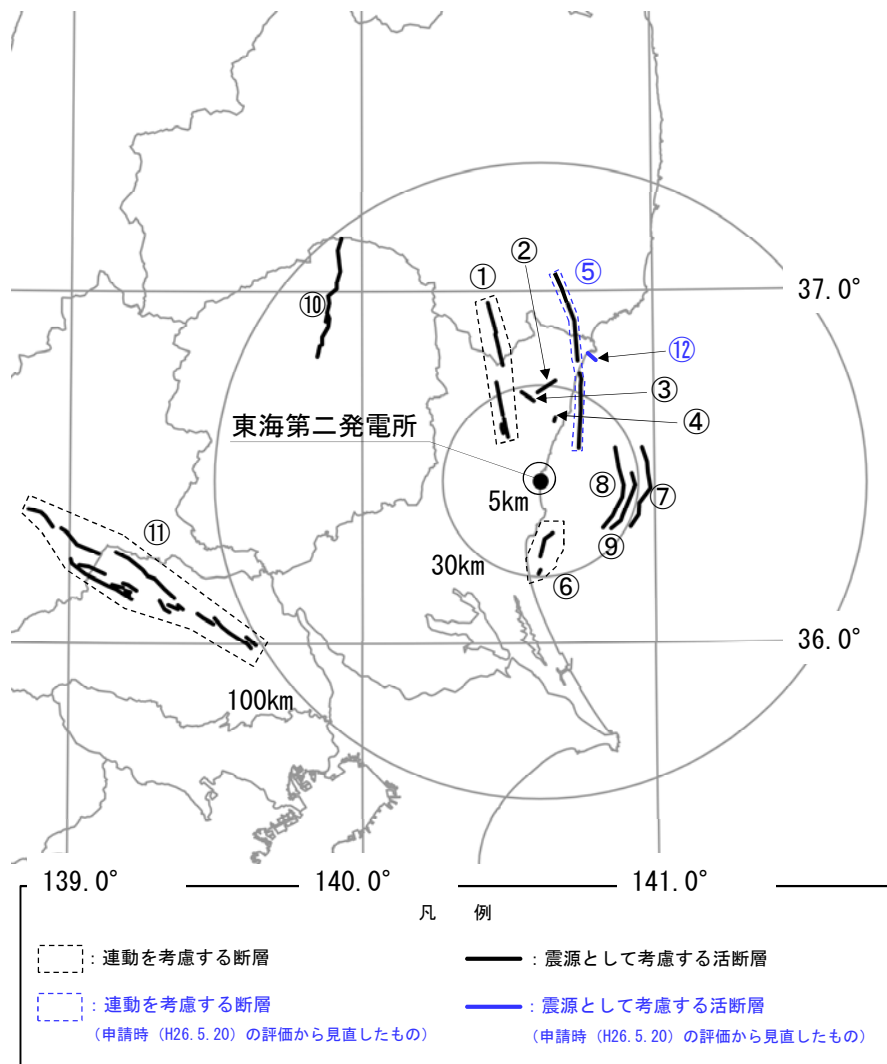 ②
①
⑤
37.0°
⑩
⑫
③
東海第二発電所
④
⑧
⑦
5km
⑪
⑨
30km
⑥
36.0°
100km
139.0°
140.0°
141.0°
凡 例
：連動を考慮する断層
：震源として考慮する活断層
：連動を考慮する断層
（申請時（H26.5.20）の評価から見直したもの）
：震源として考慮する活断層
（申請時（H26.5.20）の評価から見直したもの）